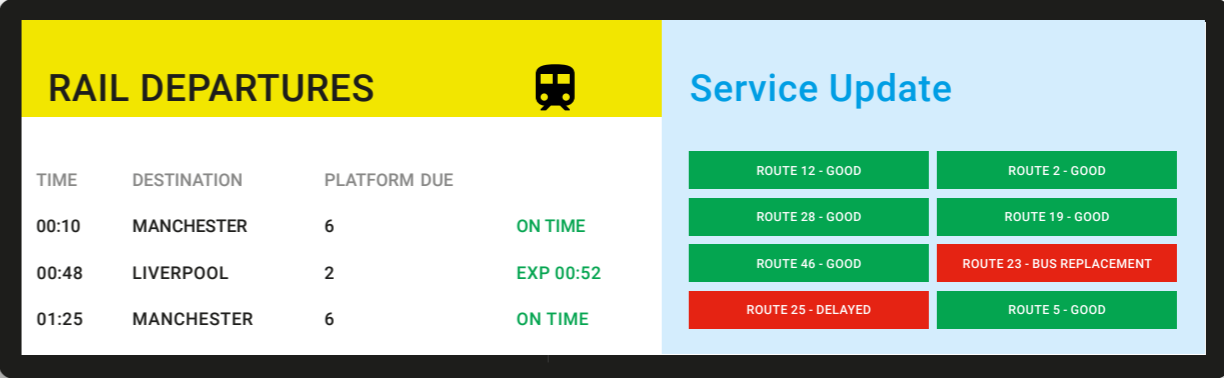 RAIL DEPARTURES
TIME DESTINATION PLATFORM DUE
00:10 MANCHESTER 6 ON TIME
00:48 LIVERPOOL 2 EXP 00:52
01:25 MANCHESTER 6 ON TIME
Service Update
ROUTE 12 - GOOD ROUTE 2 - GOOD
ROUTE 28 - GOOD ROUTE 19 - GOOD
ROUTE 46 - GOOD ROUTE 23 - BUS REPLACEMENT
ROUTE 25 - DELAYED ROUTE 5 - GOOD